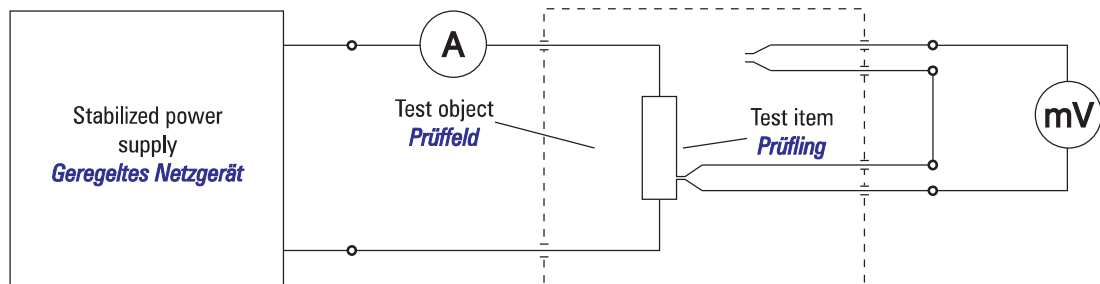 Stabilized power
supply
Geregeltes Netzgerät
A
Test object
Prüffeld
Test item
Prüfling
mV